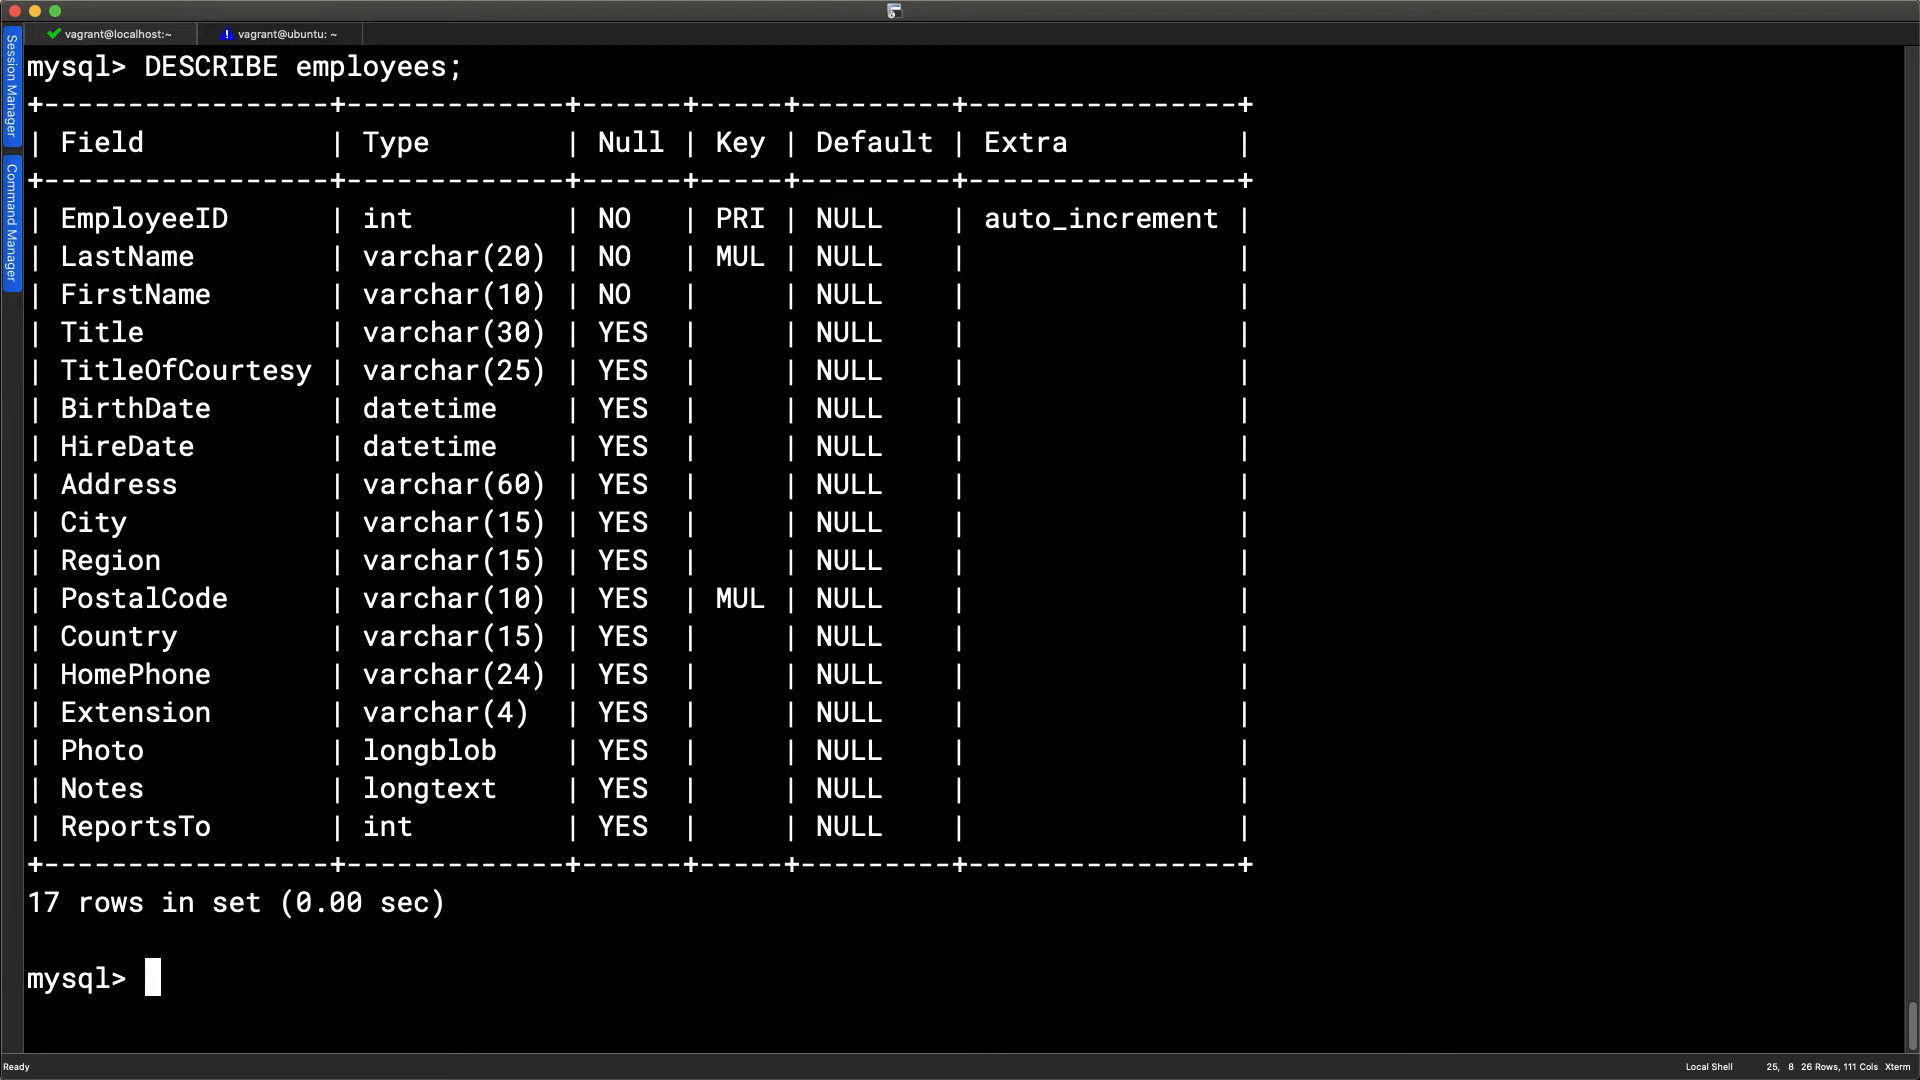 vagrant@localhost:~ vagrant@ubuntu: ~
Session Manager
Command Manager
mysql> DESCRIBE employees;
+-----------------+-------------+------+-----+---------+----------------+
| Field           | Type        | Null | Key | Default | Extra          |
+-----------------+-------------+------+-----+---------+----------------+
| EmployeeID      | int         | NO   | PRI | NULL    | auto_increment |
| LastName        | varchar(20) | NO   | MUL | NULL    |                |
| FirstName       | varchar(10) | NO   |     | NULL    |                |
| Title           | varchar(30) | YES  |     | NULL    |                |
| TitleOfCourtesy | varchar(25) | YES  |     | NULL    |                |
| BirthDate       | datetime    | YES  |     | NULL    |                |
| HireDate        | datetime    | YES  |     | NULL    |                |
| Address         | varchar(60) | YES  |     | NULL    |                |
| City            | varchar(15) | YES  |     | NULL    |                |
| Region          | varchar(15) | YES  |     | NULL    |                |
| PostalCode      | varchar(10) | YES  | MUL | NULL    |                |
| Country         | varchar(15) | YES  |     | NULL    |                |
| HomePhone       | varchar(24) | YES  |     | NULL    |                |
| Extension       | varchar(4)  | YES  |     | NULL    |                |
| Photo           | longblob    | YES  |     | NULL    |                |
| Notes           | longtext    | YES  |     | NULL    |                |
| ReportsTo       | int         | YES  |     | NULL    |                |
+-----------------+-------------+------+-----+---------+----------------+
17 rows in set (0.00 sec)
mysql>
Ready Local Shell 25, 8 26 Rows, 111 Cols Xterm